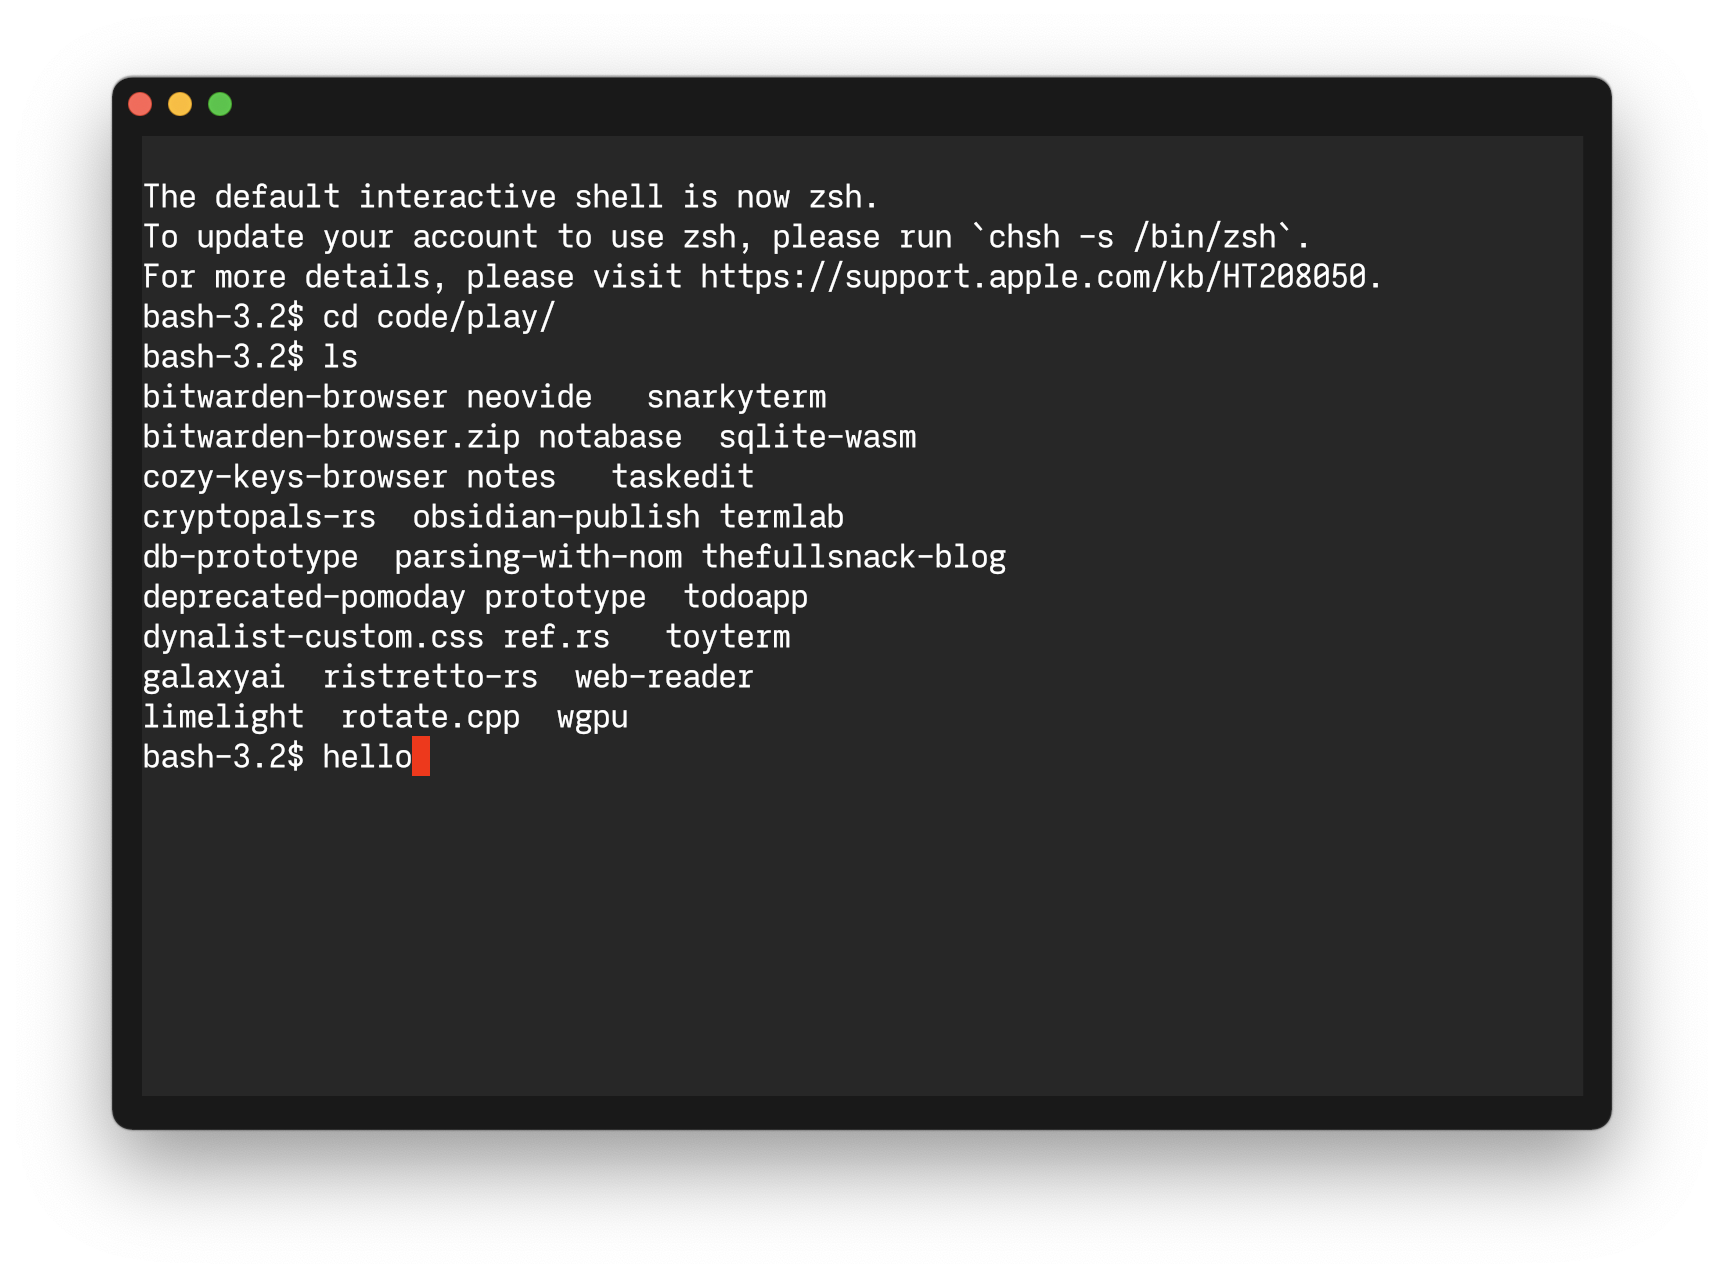 The default interactive shell is now zsh.
To update your account to use zsh, please run `chsh -s /bin/zsh`.
For more details, please visit https://support.apple.com/kb/HT208050.
bash-3.2$ cd code/play/
bash-3.2$ ls
bitwarden-browser neovide   snarkyterm
bitwarden-browser.zip notabase  sqlite-wasm
cozy-keys-browser notes   taskedit
cryptopals-rs  obsidian-publish termlab
db-prototype  parsing-with-nom thefullsnack-blog
deprecated-pomoday prototype  todoapp
dynalist-custom.css ref.rs   toyterm
galaxyai  ristretto-rs  web-reader
limelight  rotate.cpp  wgpu
bash-3.2$ hello